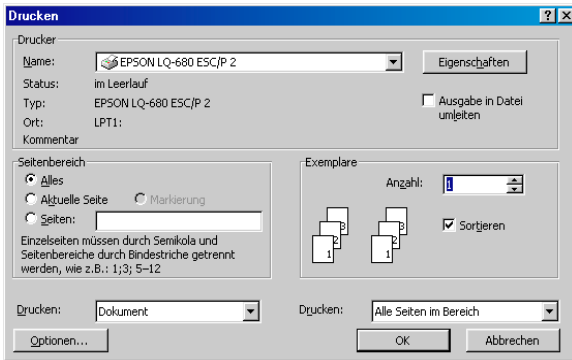 Drucken
Drucker
Name: EPSON LQ-680 ESC/P 2
Eigenschaften
Status: im Leerlauf
Typ: EPSON LQ-680 ESC/P 2
Ort: LPT1:
Kommentar
Ausgabe in Datei
umleiten
Seitenbereich
Alles
Aktuelle Seite Markierung
Seiten:
Einzelseiten müssen durch Semikola und
Seitenbereiche durch Bindestriche getrennt
werden, wie z.B.: 1;3; 5–12
Exemplare
Anzahl: 1
1 2 3 1 2 3
Sortieren
Drucken: Dokument
Drucken: Alle Seiten im Bereich
Optionen...
OK
Abbrechen